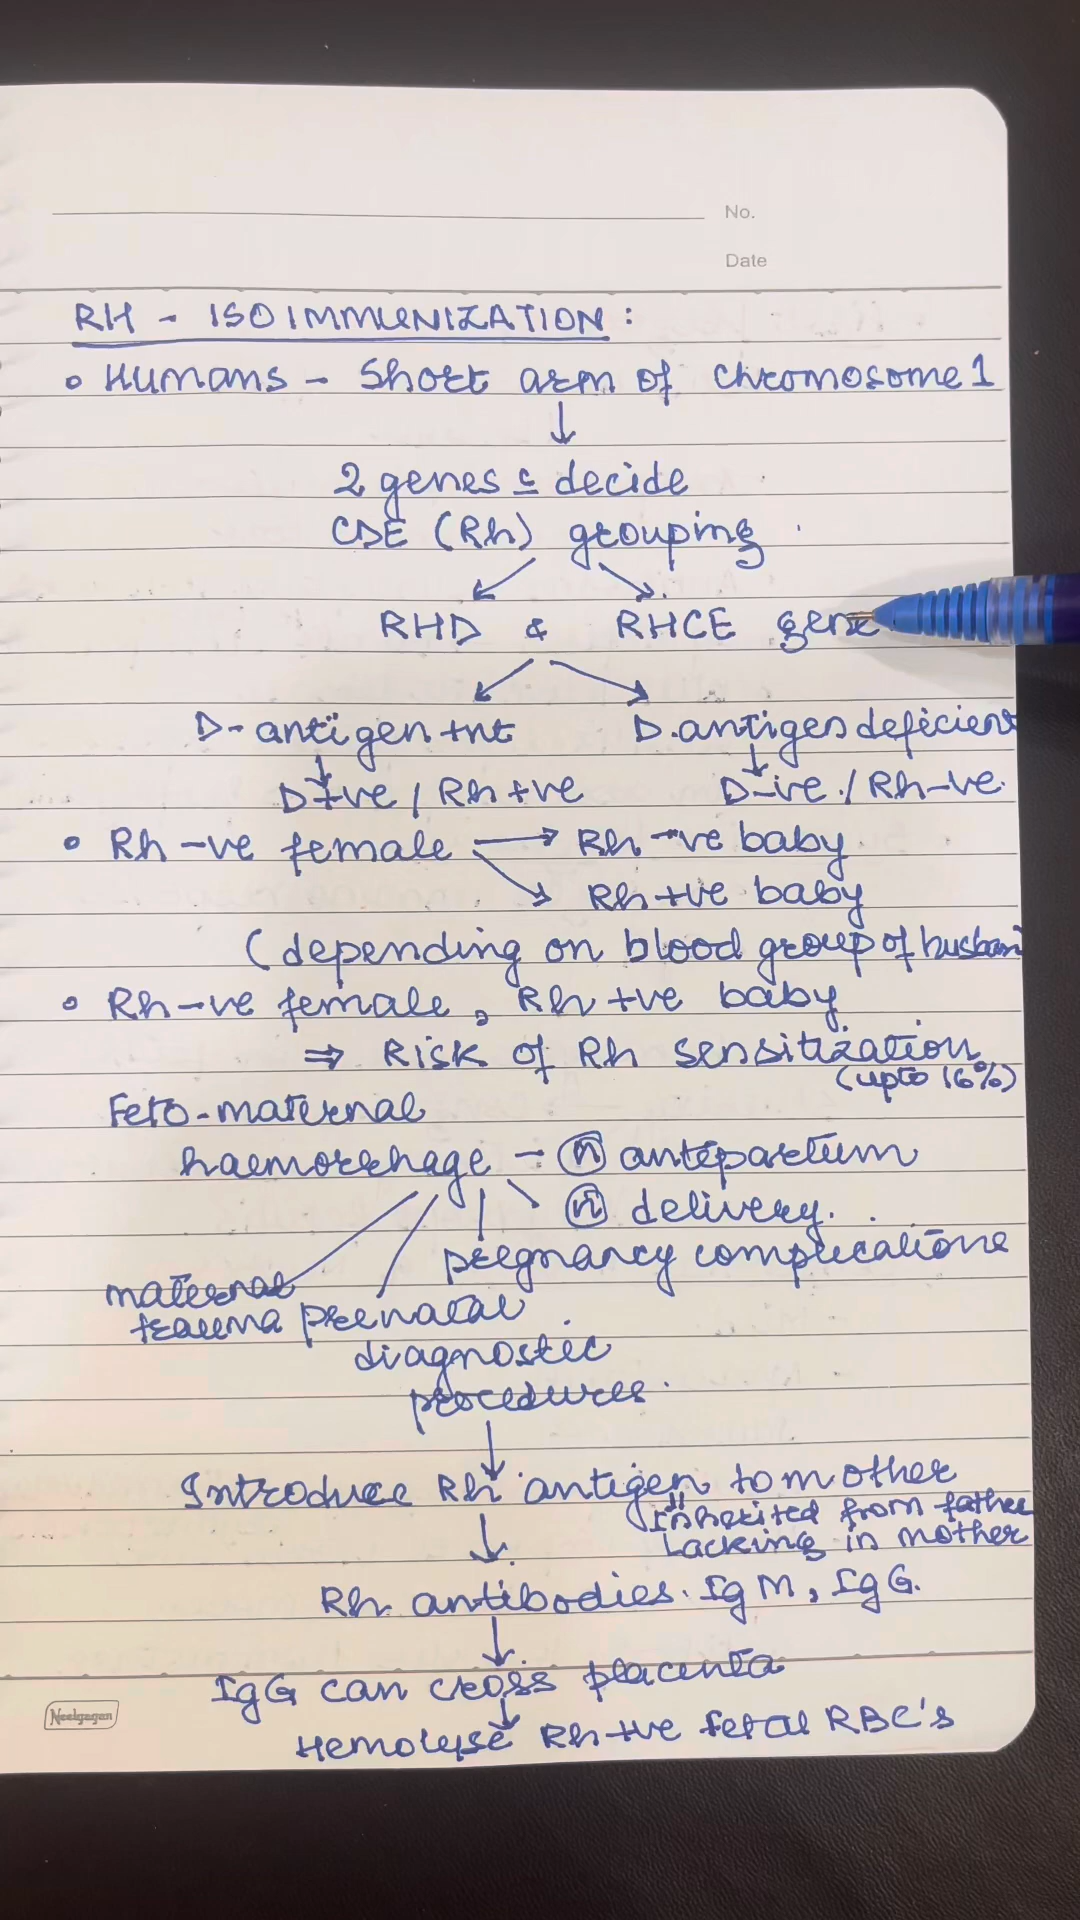 No.
Date
RH - ISOIMMUNIZATION :
• Humans - Short arm of chromosome 1
↓
2 genes c̄ decide
CDE (Rh) grouping
RHD & RHCE gene
D-antigen +nt D.antigen deficient
D+ve / Rh +ve D-ive / Rh-ve.
• Rh -ve female → Rh -ve baby
Rh +ve baby
(depending on blood group of husban
• Rh-ve female, Rh +ve baby
⇒ Risk of Rh sensitization
(upto 16%)
Feto-maternal
haemorrhage - (n) antepartum
(n) delivery.
pregnancy complications
maternal
trauma prenatal
diagnostic
procedures.
↓
Introduce Rh antigen to mother
Inherited from father
Lacking in mother
↓
Rh antibodies. IgM, IgG.
↓
IgG can cross placenta
↓
Hemolyse Rh +ve fetal RBC's
Neelgagan